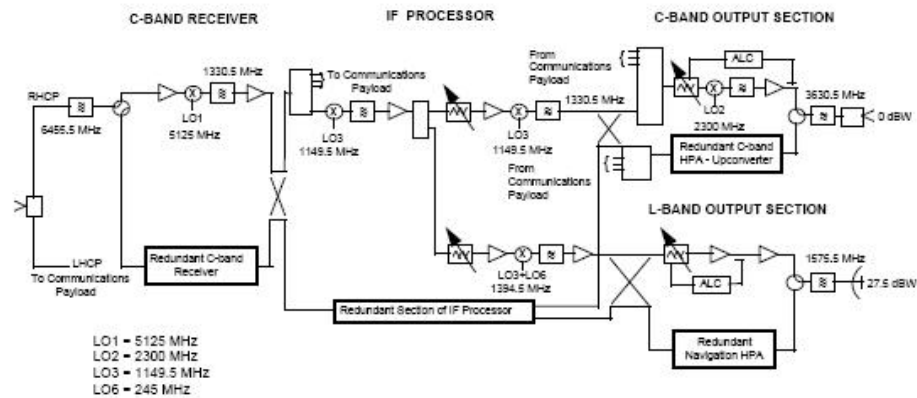 C-BAND RECEIVER
IF PROCESSOR
C-BAND OUTPUT SECTION
RHCP
6455.5 MHz
LO1
5125 MHz
1330.5 MHz
To Communications
Payload
LO3
1149.5 MHz
LO3
1149.5 MHz
From
Communications
Payload
1330.5 MHz
From
Communications
Payload
ALC
LO2
2300 MHz
3630.5 MHz
0 dBW
Redundant C-band
HPA - Upconverter
L-BAND OUTPUT SECTION
LHCP
To Communications
Payload
Redundant C-band
Receiver
LO3+LO6
1394.5 MHz
ALC
1575.5 MHz
27.5 dBW
Redundant Section of IF Processor
Redundant
Navigation HPA
LO1 = 5125 MHz
LO2 = 2300 MHz
LO3 = 1149.5 MHz
LO6 = 245 MHz